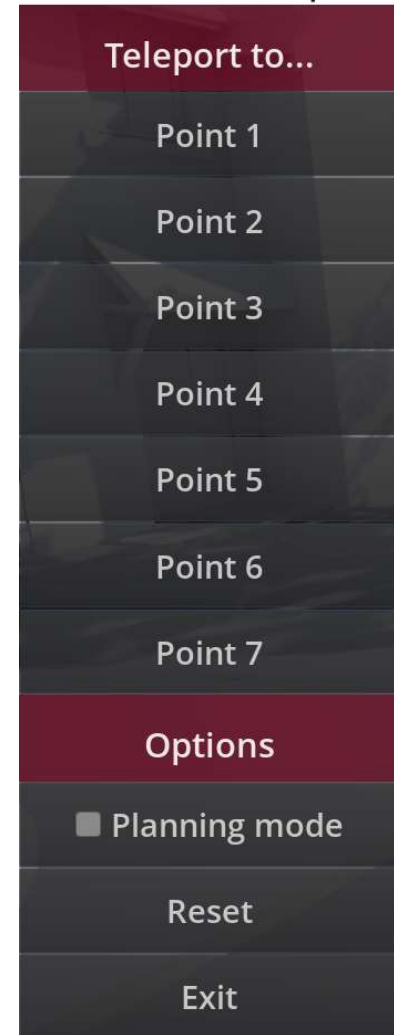 Teleport to...
Point 1
Point 2
Point 3
Point 4
Point 5
Point 6
Point 7
Options
Planning mode
Reset
Exit